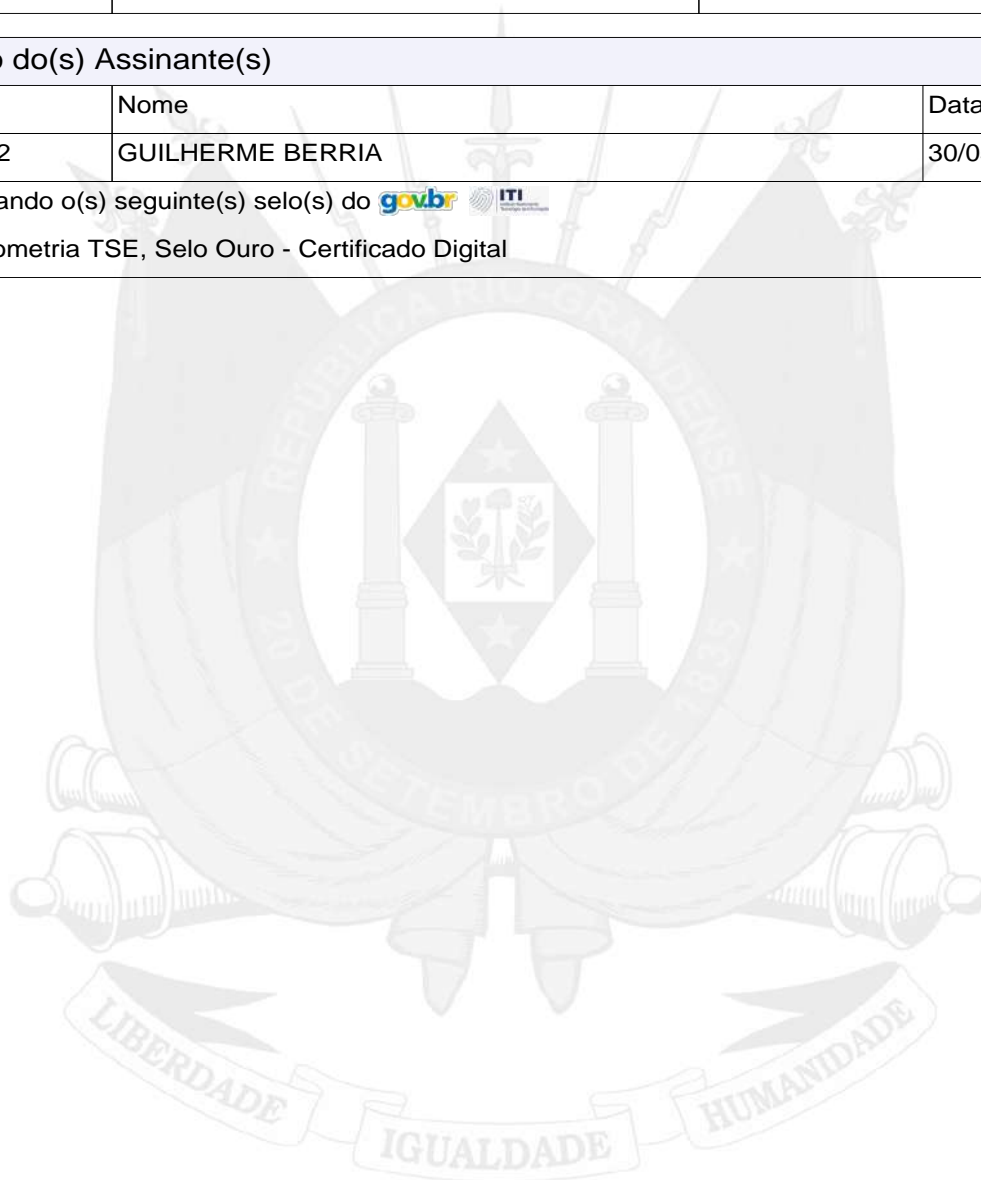 o do(s) Assinante(s)
Nome Data
2 GUILHERME BERRIA 30/0
ando o(s) seguinte(s) selo(s) do gov.br ITI
ometria TSE, Selo Ouro - Certificado Digital
REPÚBLICA RIO-GRANDENSE
20 DE SETEMBRO DE 1835
LIBERDADE IGUALDADE HUMANIDADE